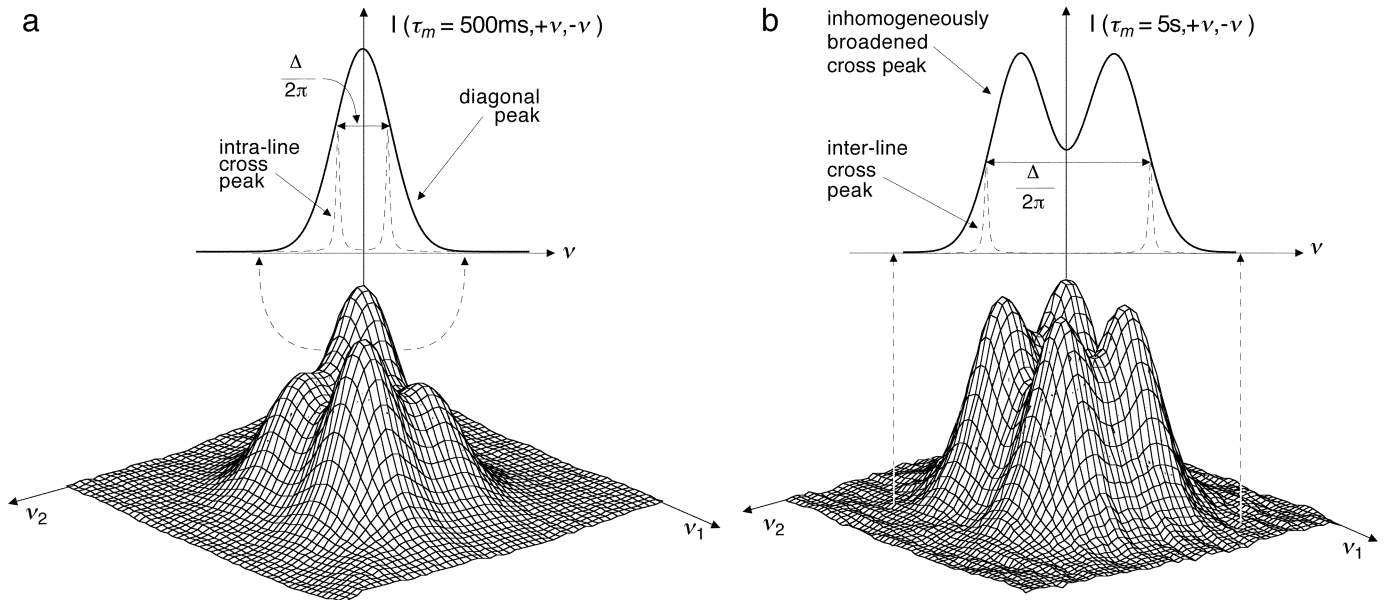 a
I ( τm = 500ms,+ν,-ν )
Δ
2π
diagonal
peak
intra-line
cross
peak
ν
ν2
ν1
b
inhomogeneously
broadened
cross peak
I ( τm = 5s,+ν,-ν )
inter-line
cross
peak
Δ
2π
ν
ν2
ν1